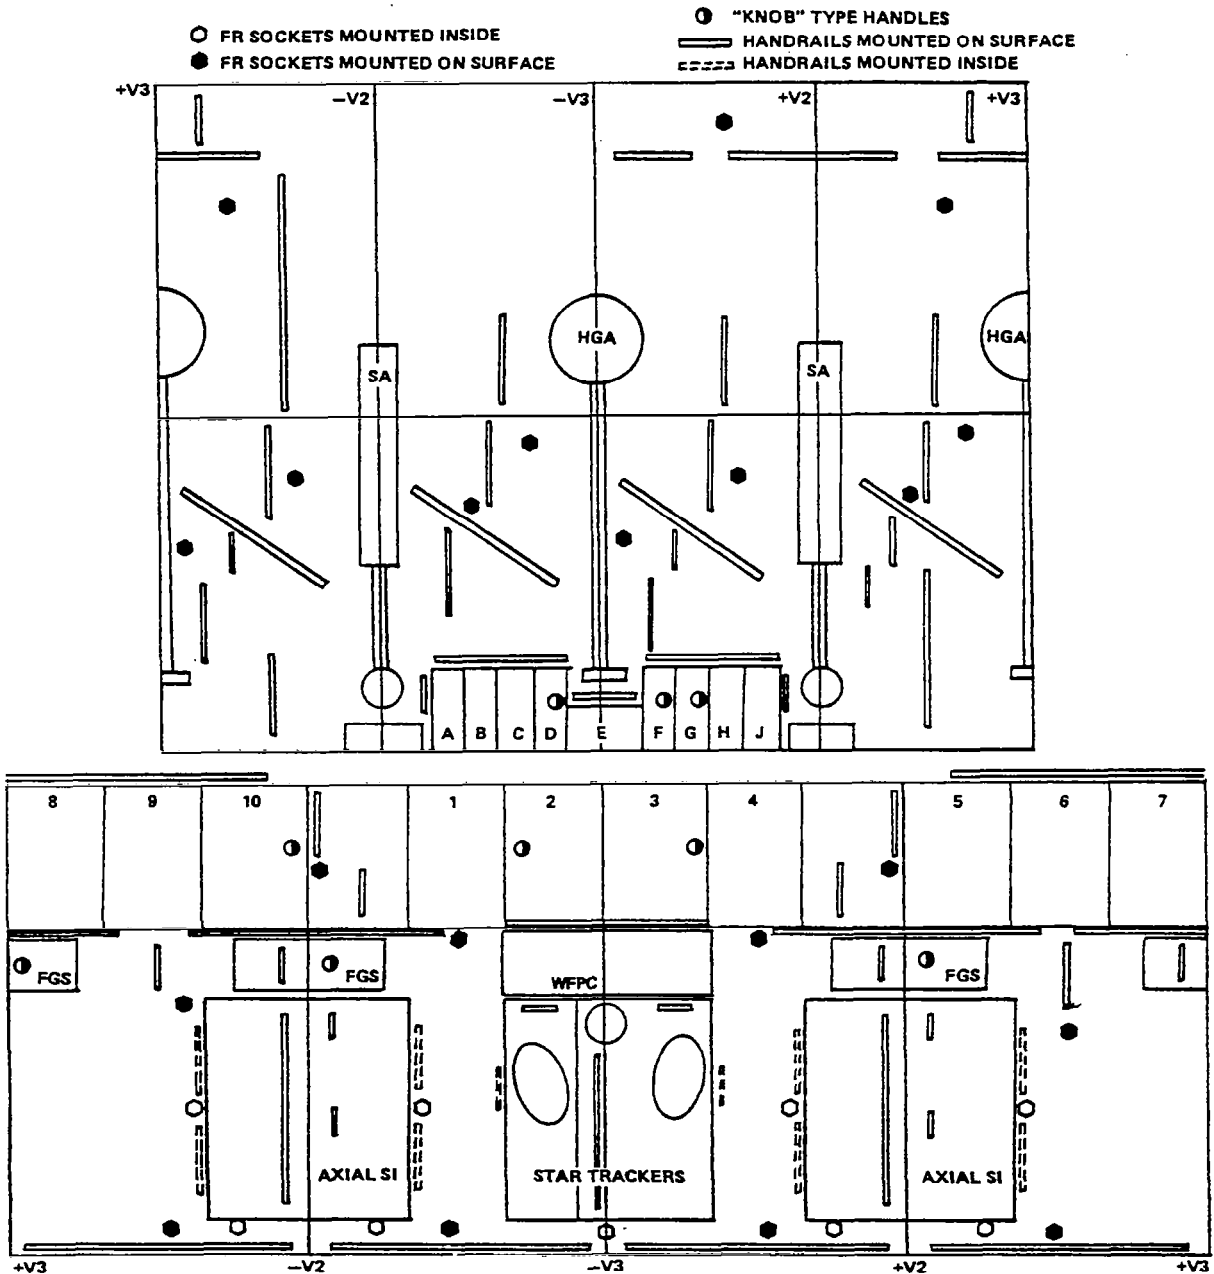 FR SOCKETS MOUNTED INSIDE
FR SOCKETS MOUNTED ON SURFACE
"KNOB" TYPE HANDLES
HANDRAILS MOUNTED ON SURFACE
HANDRAILS MOUNTED INSIDE
+V3 −V2 −V3 +V2 +V3
HGA HGA
SA SA
A B C D E F G H J
8 9 10 1 2 3 4 5 6 7
FGS FGS WFPC FGS
AXIAL SI STAR TRACKERS AXIAL SI
+V3 −V2 −V3 +V2 +V3